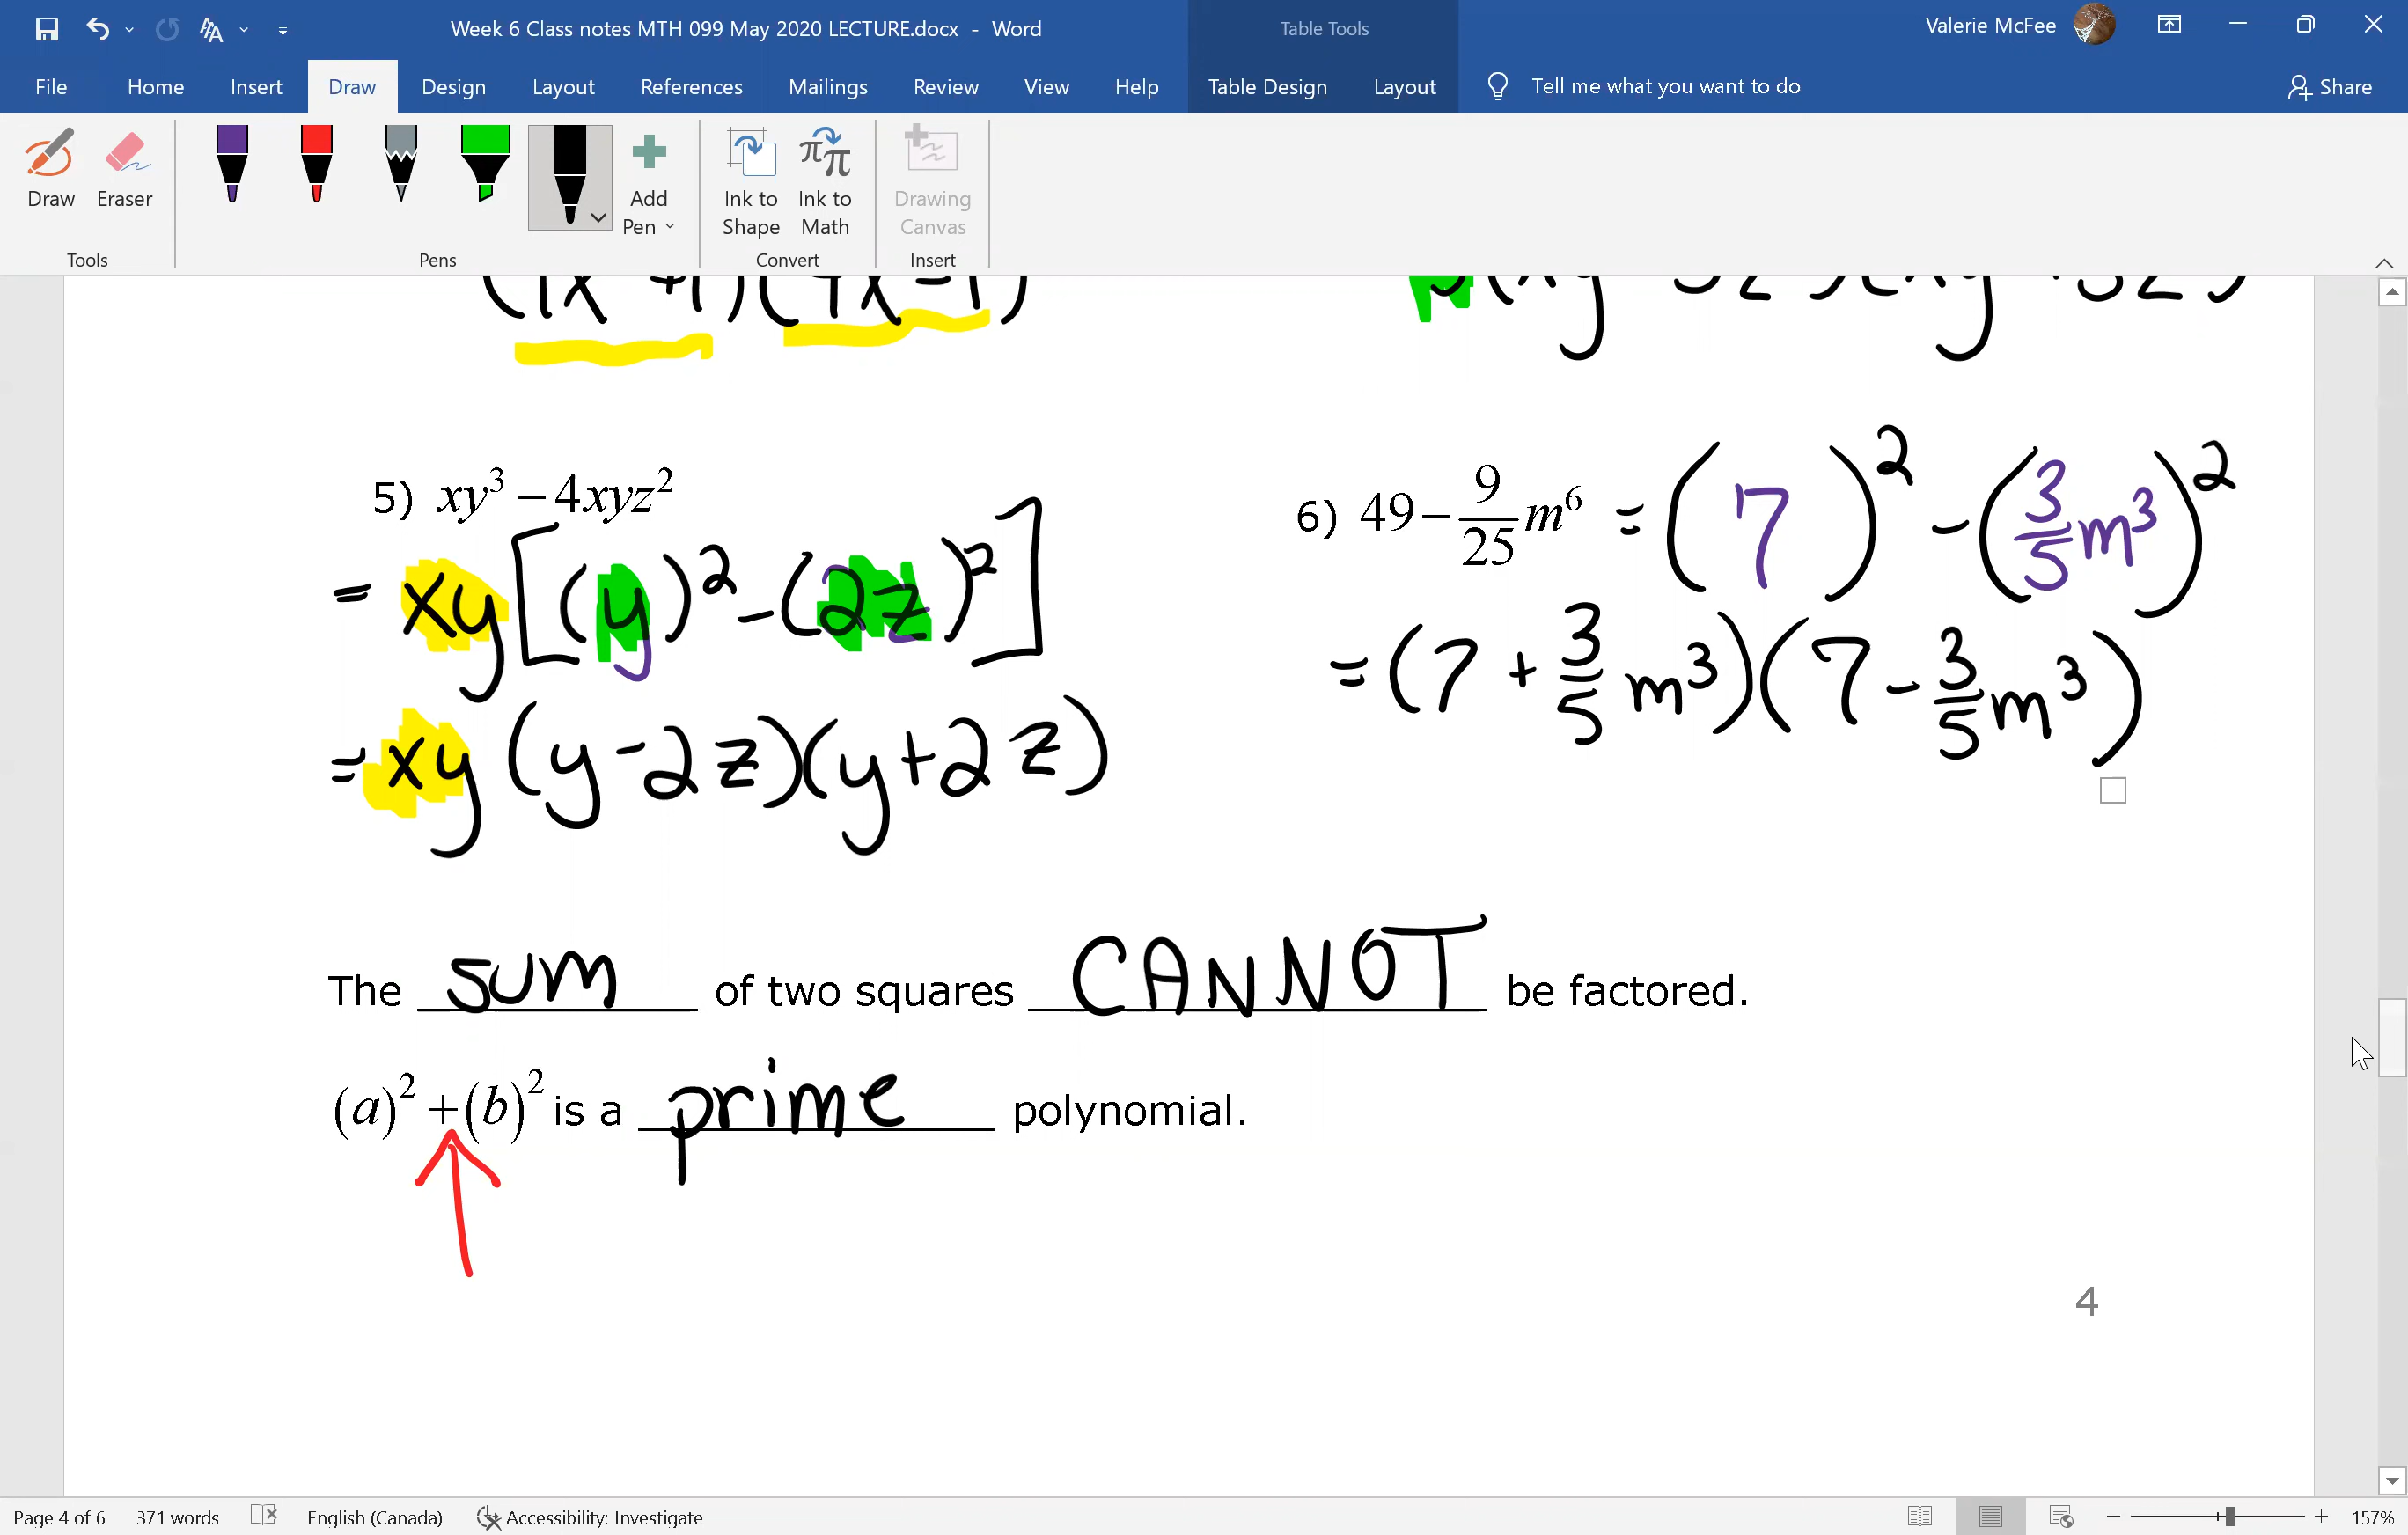 Week 6 Class notes MTH 099 May 2020 LECTURE.docx - Word
Table Tools
Valerie McFee
File Home Insert Draw Design Layout References Mailings Review View Help Table Design Layout Tell me what you want to do Share
Draw Eraser Add Pen Ink to Shape Ink to Math Drawing Canvas
Tools Pens Convert Insert
5) xy³ – 4xyz²
= xy[(y)² – (2z)²]
= xy(y – 2z)(y + 2z)
6) 49 – 9/25 m⁶ = (7)² – (3/5 m³)²
= (7 + 3/5 m³)(7 – 3/5 m³)
The sum of two squares CANNOT be factored.
(a)² + (b)² is a prime polynomial.
4
Page 4 of 6 371 words English (Canada) Accessibility: Investigate 157%